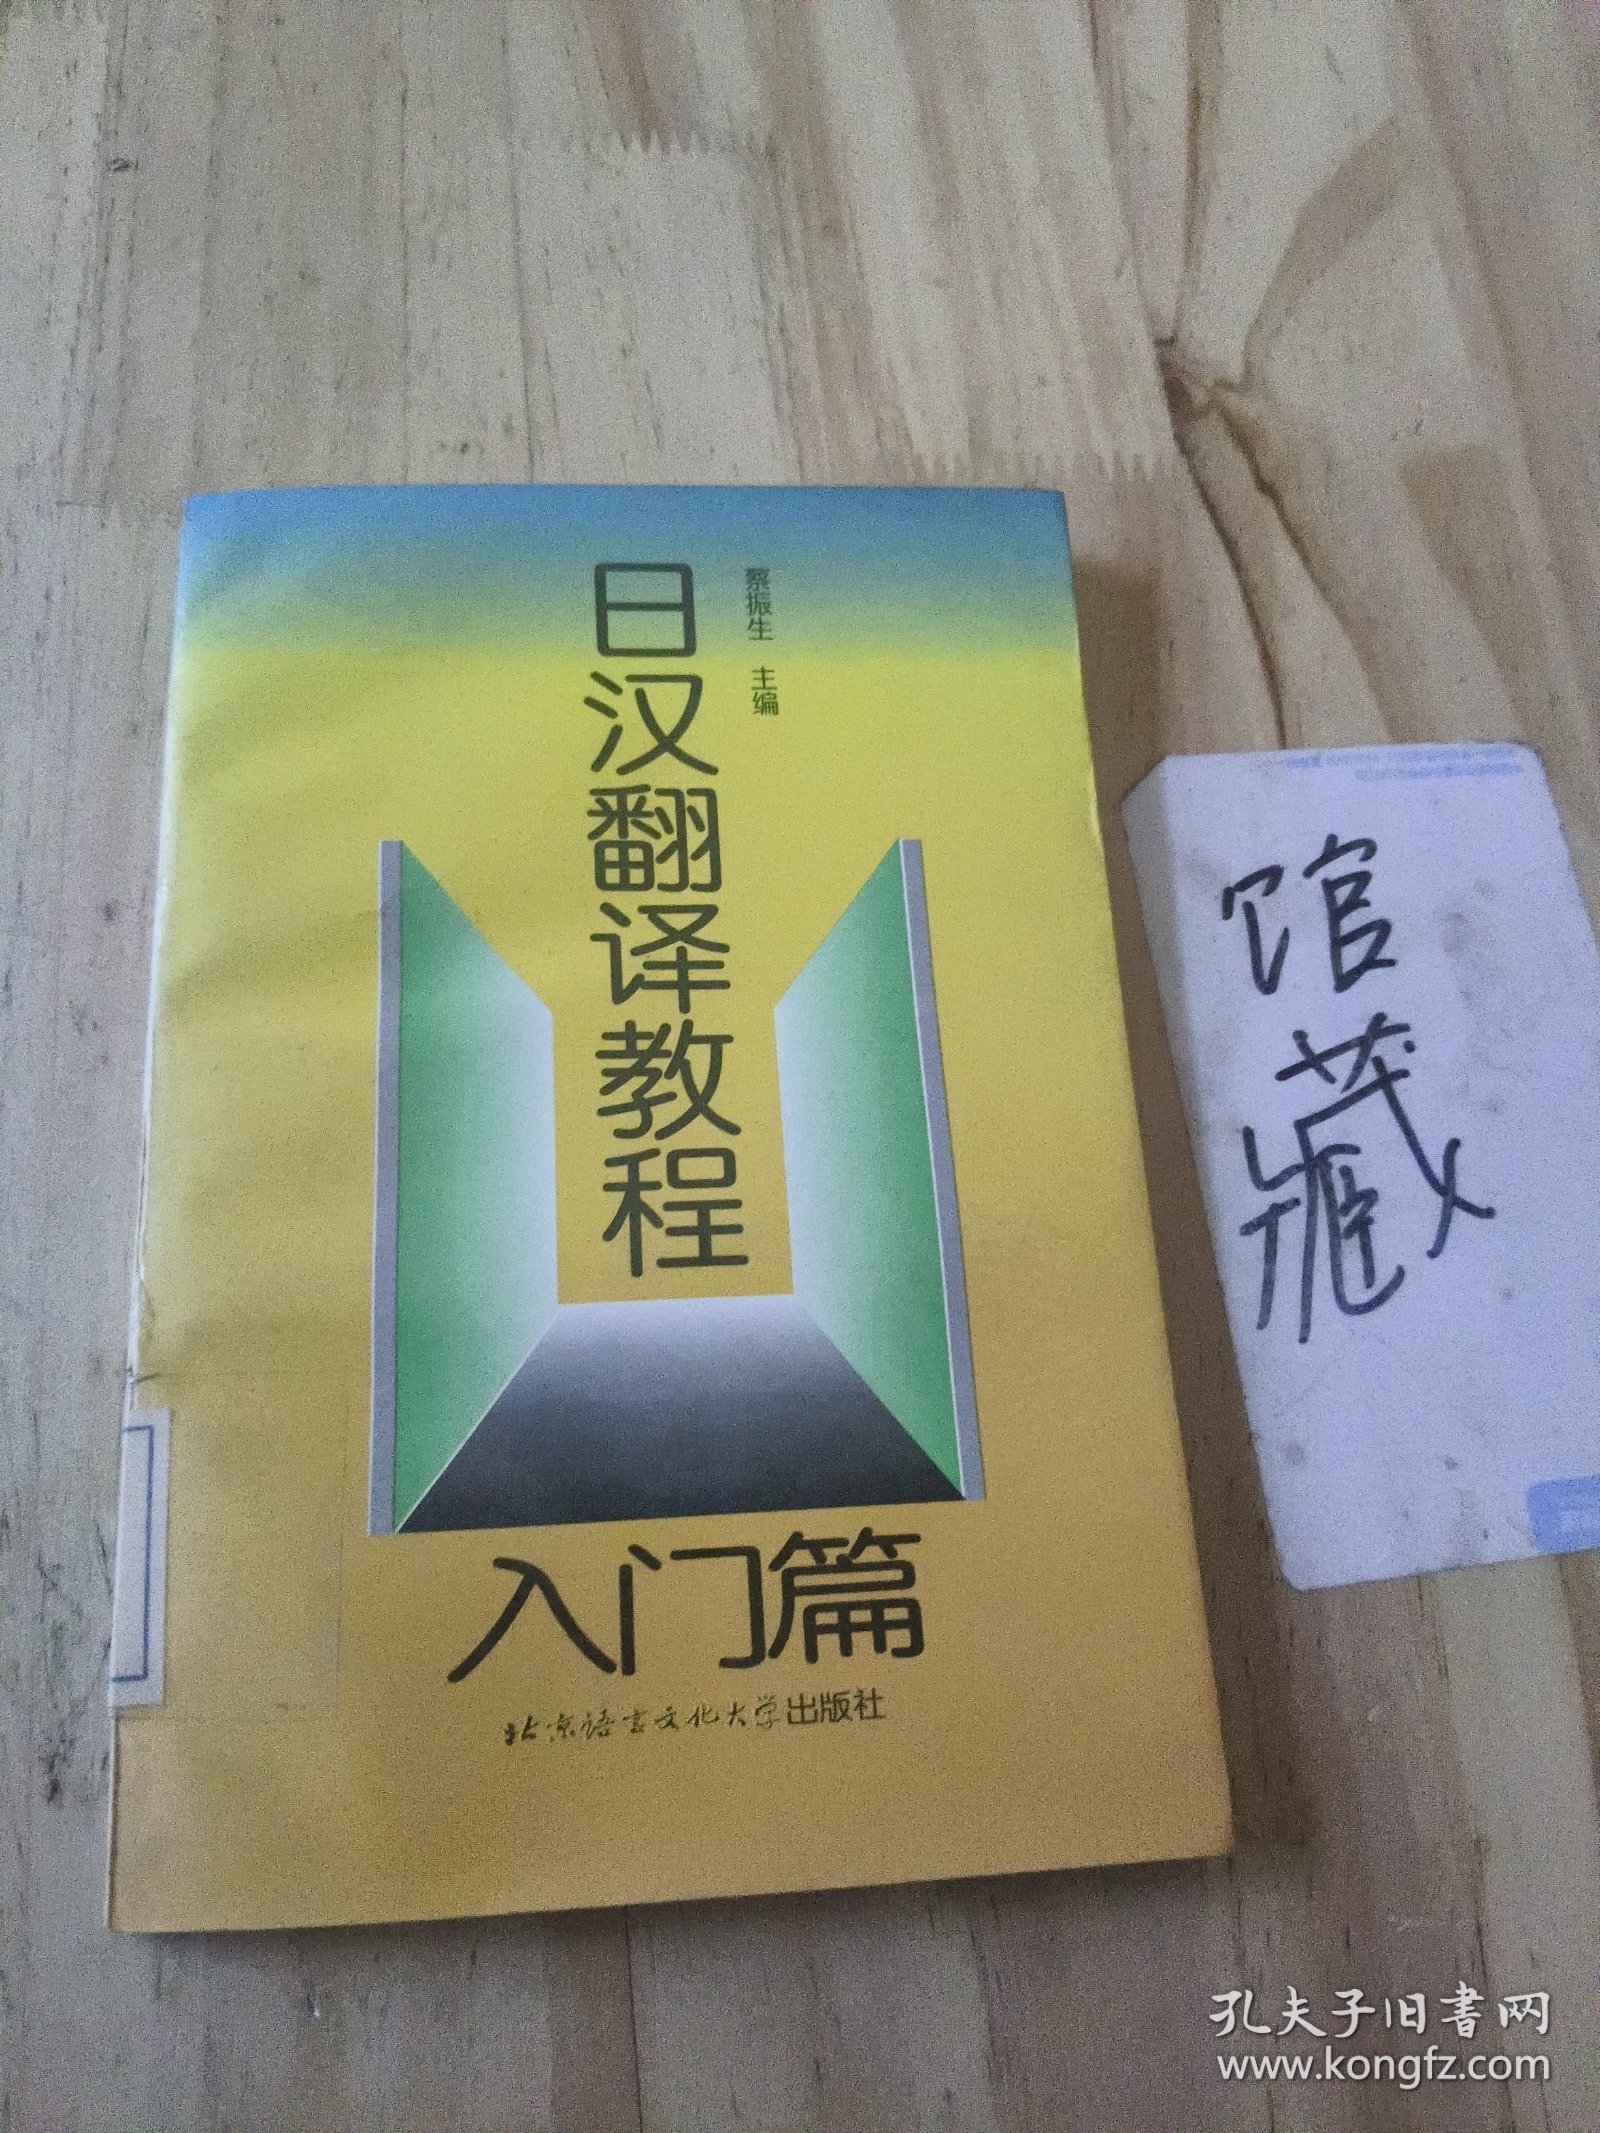 蔡振生 主编
日汉翻译教程
入门篇
北京语言文化大学出版社
馆藏
孔夫子旧书网
www.kongfz.com